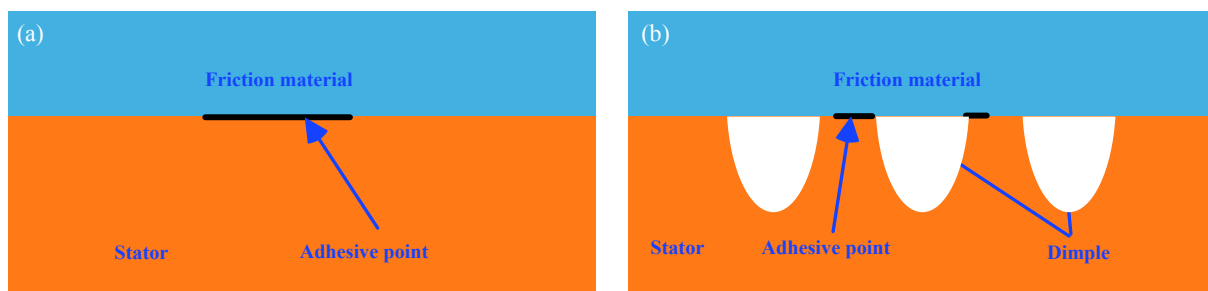 (a)
Friction material
Stator
Adhesive point
(b)
Friction material
Stator
Adhesive point
Dimple